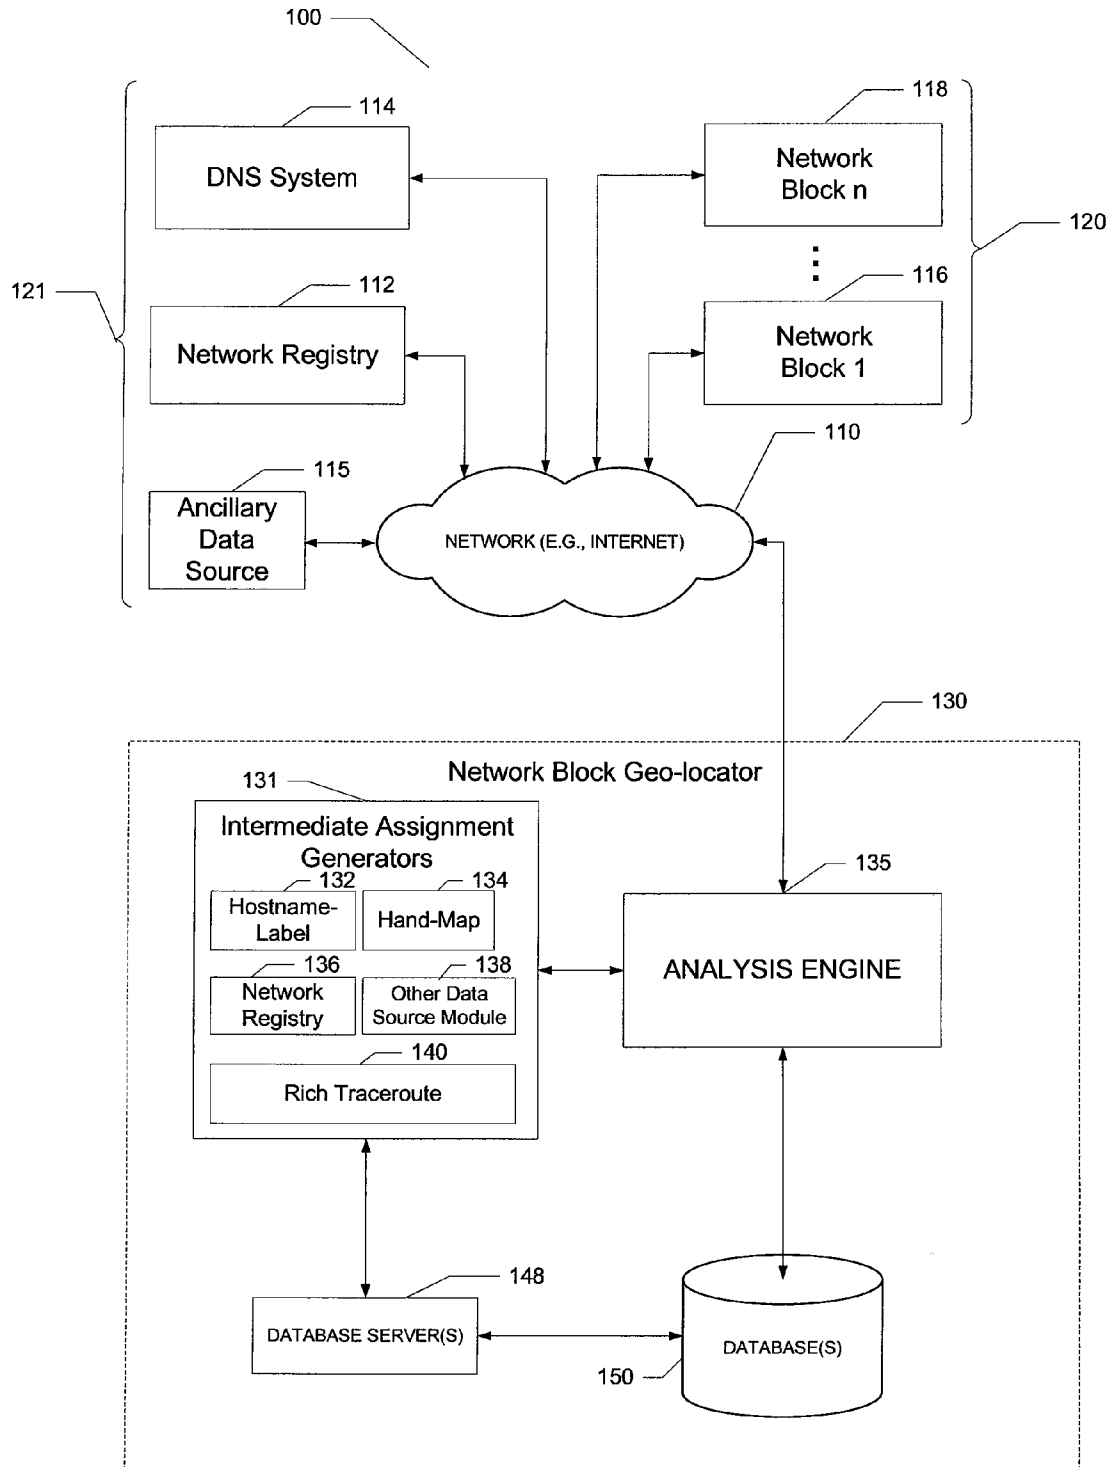 100
114
118
DNS System
Network
Block n
120
112
116
121
Network Registry
Network
Block 1
110
115
Ancillary
Data
Source
NETWORK (E.G., INTERNET)
130
Network Block Geo-locator
131
Intermediate Assignment
Generators
135
132
134
Hostname-
Label
Hand-Map
ANALYSIS ENGINE
136
138
Network
Registry
Other Data
Source Module
140
Rich Traceroute
148
DATABASE SERVER(S)
DATABASE(S)
150